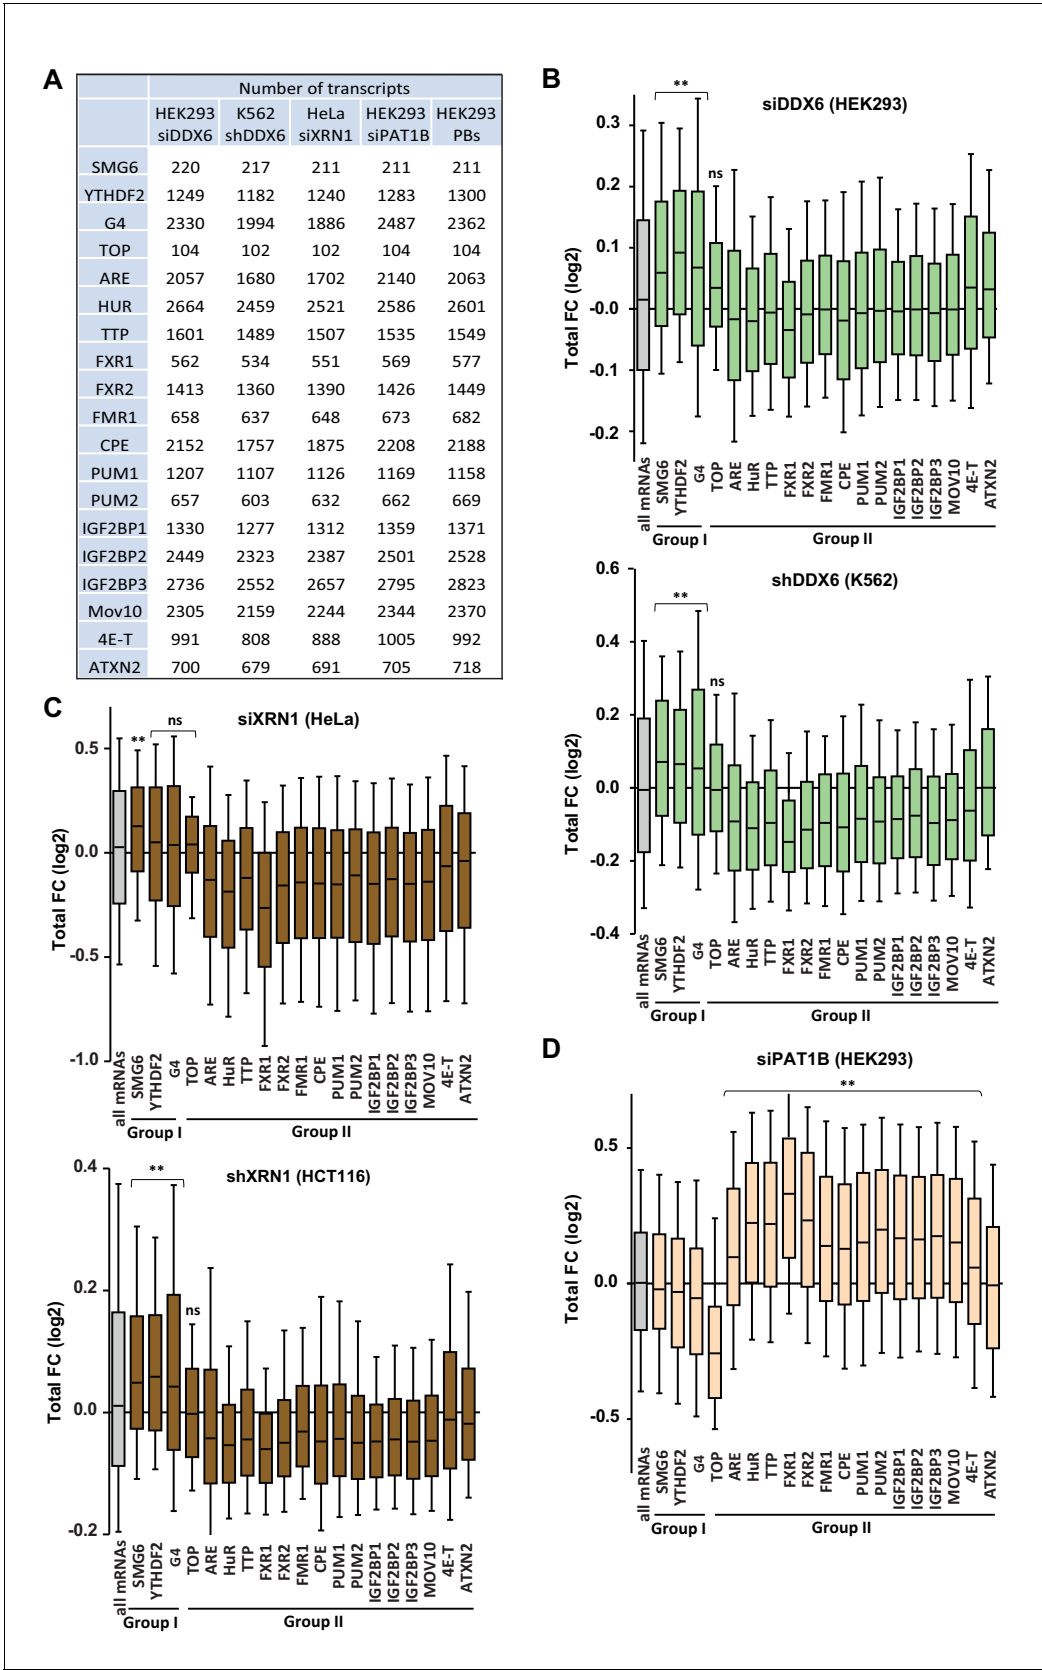 A
Number of transcripts
HEK293 K562 HeLa HEK293 HEK293
siDDX6 shDDX6 siXRN1 siPAT1B PBs
SMG6 220 217 211 211 211
YTHDF2 1249 1182 1240 1283 1300
G4 2330 1994 1886 2487 2362
TOP 104 102 102 104 104
ARE 2057 1680 1702 2140 2063
HUR 2664 2459 2521 2586 2601
TTP 1601 1489 1507 1535 1549
FXR1 562 534 551 569 577
FXR2 1413 1360 1390 1426 1449
FMR1 658 637 648 673 682
CPE 2152 1757 1875 2208 2188
PUM1 1207 1107 1126 1169 1158
PUM2 657 603 632 662 669
IGF2BP1 1330 1277 1312 1359 1371
IGF2BP2 2449 2323 2387 2501 2528
IGF2BP3 2736 2552 2657 2795 2823
Mov10 2305 2159 2244 2344 2370
4E-T 991 808 888 1005 992
ATXN2 700 679 691 705 718
B
siDDX6 (HEK293)
**
ns
Total FC (log2)
0.3
0.2
0.1
-0.0
-0.1
-0.2
all mRNAs SMG6 YTHDF2 G4 TOP ARE HuR TTP FXR1 FXR2 FMR1 CPE PUM1 PUM2 IGF2BP1 IGF2BP2 IGF2BP3 MOV10 4E-T ATXN2
Group I Group II
shDDX6 (K562)
**
ns
Total FC (log2)
0.6
0.4
0.2
0.0
-0.2
-0.4
all mRNAs SMG6 YTHDF2 G4 TOP ARE HuR TTP FXR1 FXR2 FMR1 CPE PUM1 PUM2 IGF2BP1 IGF2BP2 IGF2BP3 MOV10 4E-T ATXN2
Group I Group II
C
siXRN1 (HeLa)
ns
**
Total FC (log2)
0.5
0.0
-0.5
-1.0
all mRNAs SMG6 YTHDF2 G4 TOP ARE HuR TTP FXR1 FXR2 FMR1 CPE PUM1 PUM2 IGF2BP1 IGF2BP2 IGF2BP3 MOV10 4E-T ATXN2
Group I Group II
shXRN1 (HCT116)
**
ns
Total FC (log2)
0.4
0.2
0.0
-0.2
all mRNAs SMG6 YTHDF2 G4 TOP ARE HuR TTP FXR1 FXR2 FMR1 CPE PUM1 PUM2 IGF2BP1 IGF2BP2 IGF2BP3 MOV10 4E-T ATXN2
Group I Group II
D
siPAT1B (HEK293)
**
Total FC (log2)
0.5
0.0
-0.5
all mRNAs SMG6 YTHDF2 G4 TOP ARE HuR TTP FXR1 FXR2 FMR1 CPE PUM1 PUM2 IGF2BP1 IGF2BP2 IGF2BP3 MOV10 4E-T ATXN2
Group I Group II